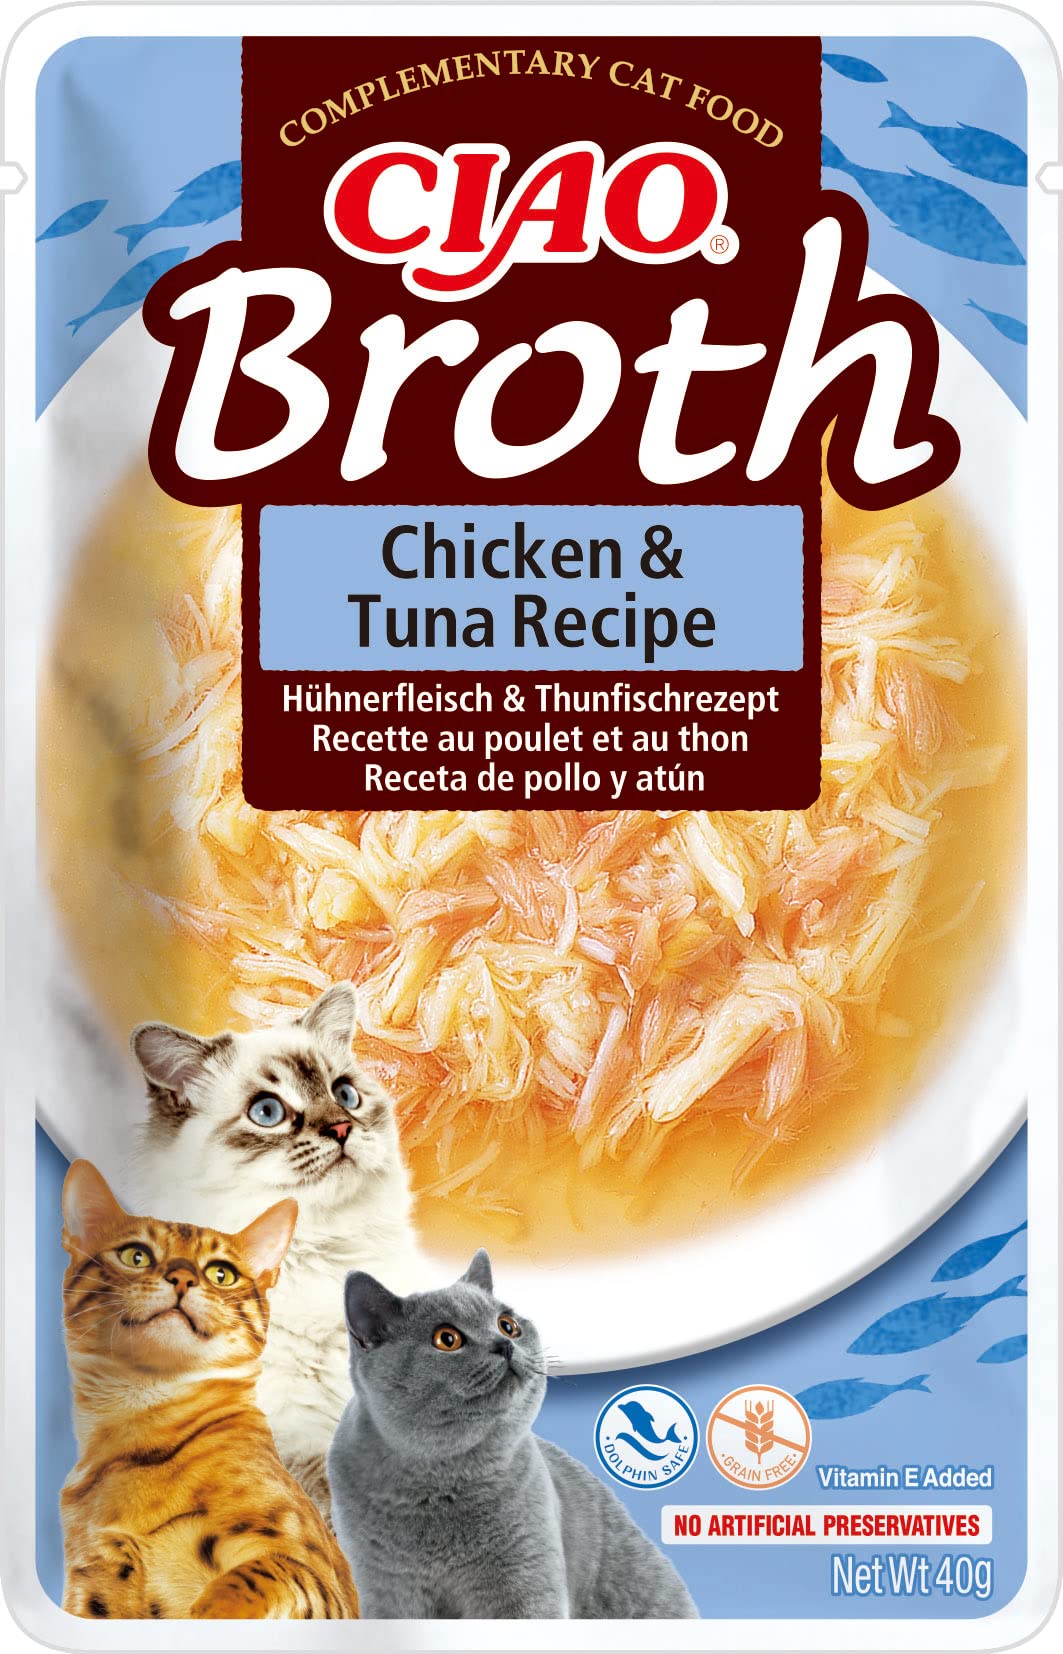 COMPLEMENTARY CAT FOOD
CIAO®
Broth
Chicken &
Tuna Recipe
Hühnerfleisch & Thunfischrezept
Recette au poulet et au thon
Receta de pollo y atún
·DOLPHIN SAFE·
·GRAIN FREE·
Vitamin E Added
NO ARTIFICIAL PRESERVATIVES
Net Wt 40g